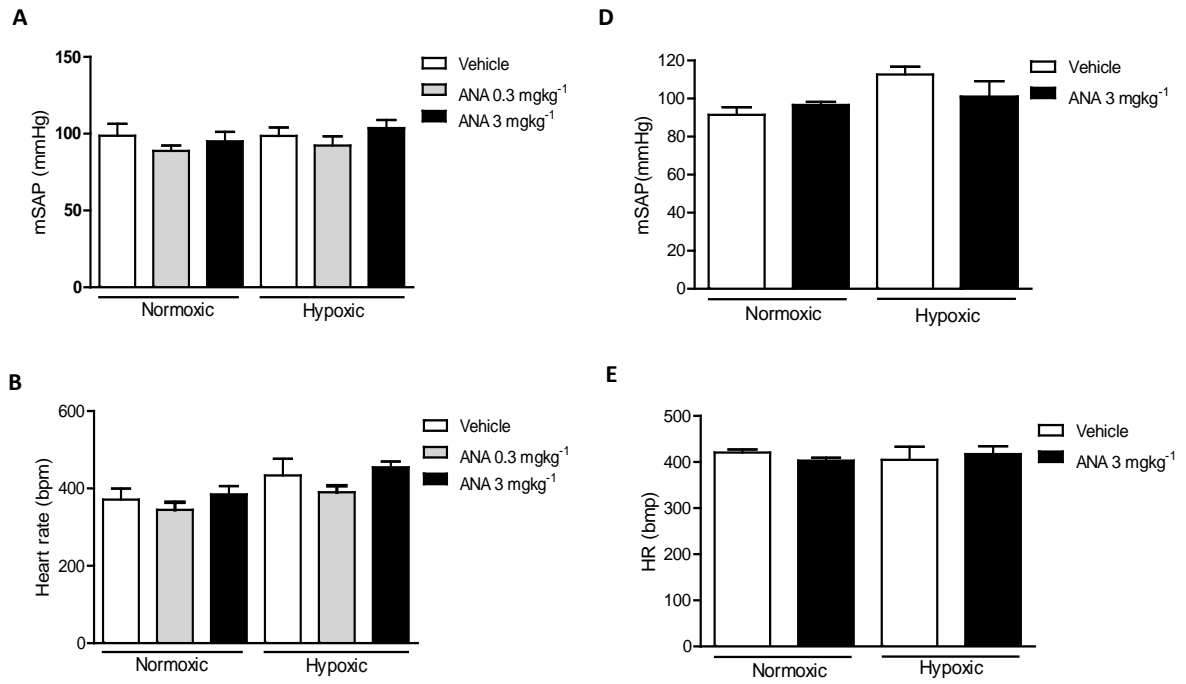 A
mSAP (mmHg)
150
100
50
0
Vehicle
ANA 0.3 mgkg⁻¹
ANA 3 mgkg⁻¹
Normoxic
Hypoxic
D
mSAP(mmHg)
120
100
80
60
40
20
0
Vehicle
ANA 3 mgkg⁻¹
Normoxic
Hypoxic
B
Heart rate (bpm)
600
400
200
0
Vehicle
ANA 0.3 mgkg⁻¹
ANA 3 mgkg⁻¹
Normoxic
Hypoxic
E
HR (bmp)
500
400
300
200
100
0
Vehicle
ANA 3 mgkg⁻¹
Normoxic
Hypoxic